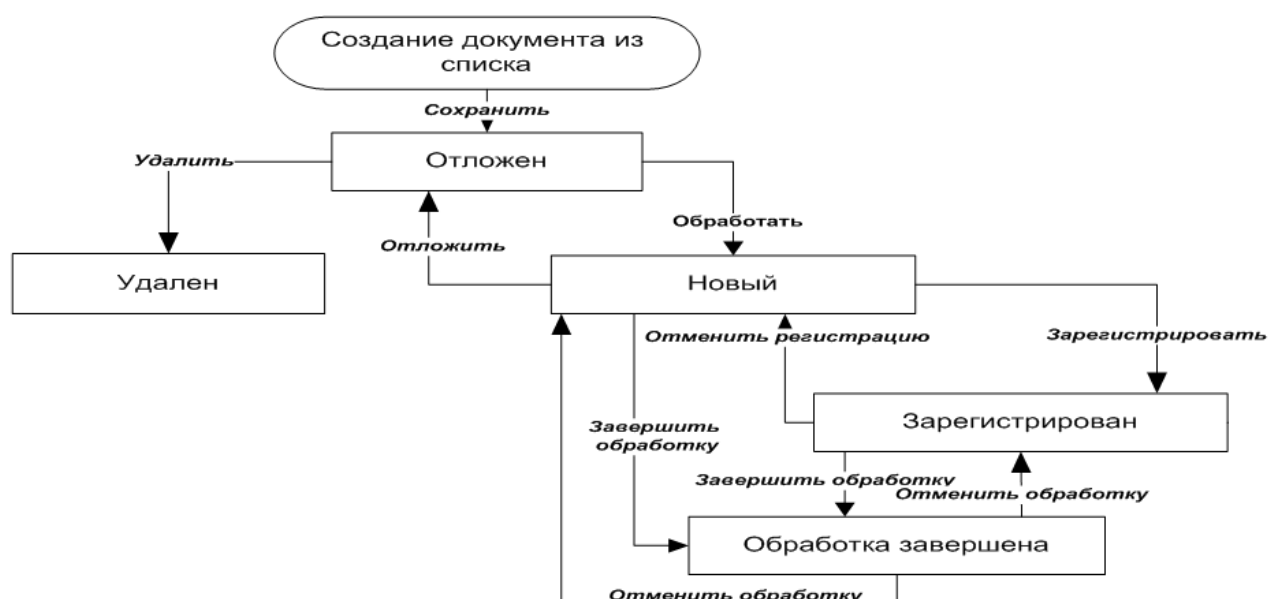 Создание документа из
списка
Сохранить
Удалить
Отложен
Обработать
Отложить
Удален
Новый
Отменить регистрацию
Зарегистрировать
Зарегистрирован
Завершить
обработку
Завершить обработку
Отменить обработку
Обработка завершена
Отменить обработку